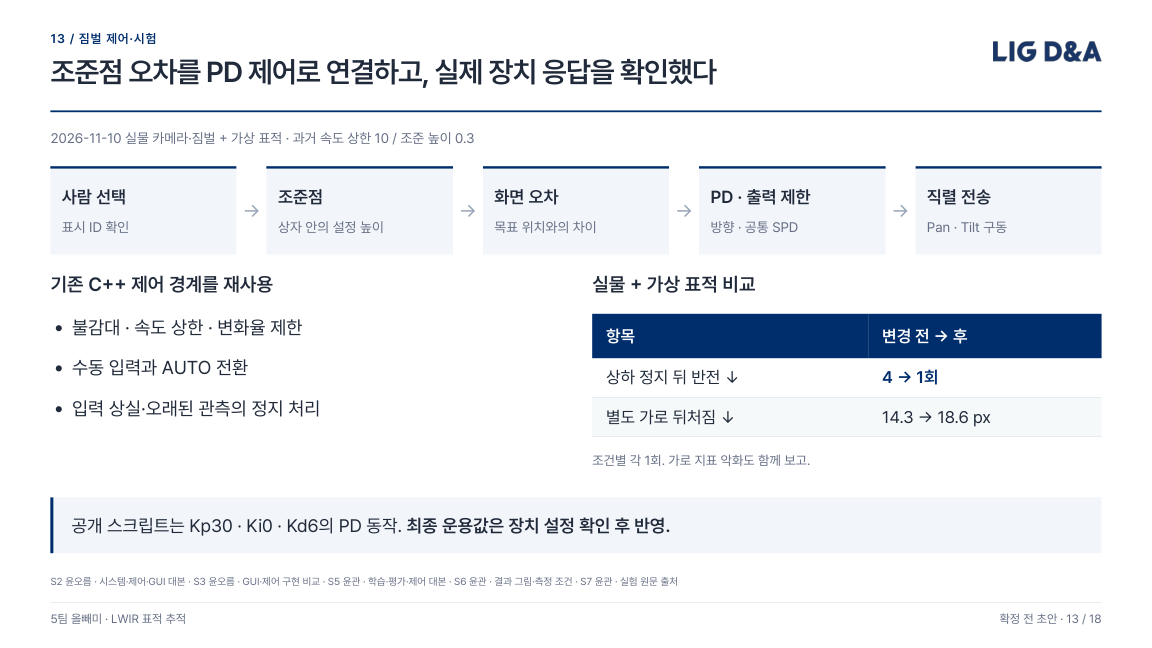 13 / 짐벌 제어·시험
조준점 오차를 PD 제어로 연결하고, 실제 장치 응답을 확인했다
LIG D&A
2026-11-10 실물 카메라·짐벌 + 가상 표적 · 과거 속도 상한 10 / 조준 높이 0.3
사람 선택
표시 ID 확인
→
조준점
상자 안의 설정 높이
→
화면 오차
목표 위치와의 차이
→
PD · 출력 제한
방향 · 공통 SPD
→
직렬 전송
Pan · Tilt 구동
기존 C++ 제어 경계를 재사용
• 불감대 · 속도 상한 · 변화율 제한
• 수동 입력과 AUTO 전환
• 입력 상실·오래된 관측의 정지 처리
실물 + 가상 표적 비교
항목 변경 전 → 후
상하 정지 뒤 반전 ↓ 4 → 1회
별도 가로 뒤처짐 ↓ 14.3 → 18.6 px
조건별 각 1회. 가로 지표 악화도 함께 보고.
공개 스크립트는 Kp30 · Ki0 · Kd6의 PD 동작. 최종 운용값은 장치 설정 확인 후 반영.
S2 윤오름 · 시스템·제어·GUI 대본 · S3 윤오름 · GUI·제어 구현 비교 · S5 윤관 · 학습·평가·제어 대본 · S6 윤관 · 결과 그림·측정 조건 · S7 윤관 · 실험 원문 출처
5팀 올빼미 · LWIR 표적 추적
확정 전 초안 · 13 / 18